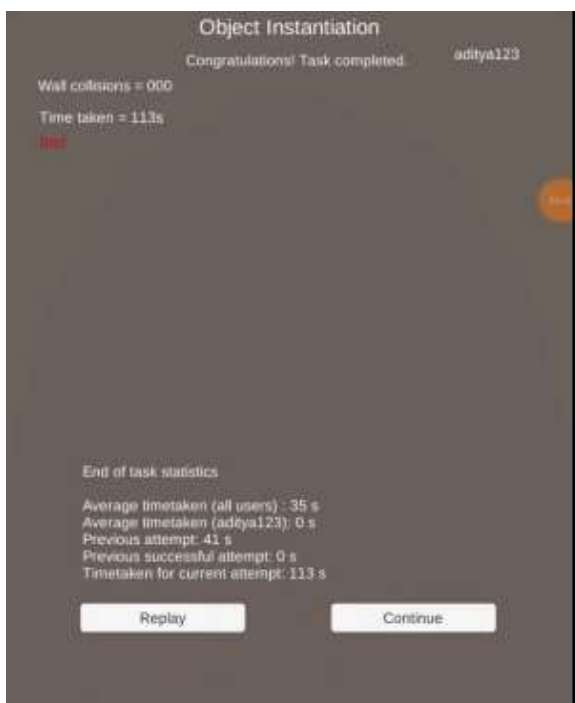 Object Instantiation
Congratulations! Task completed.
aditya123
Wall collisions = 000
Time taken = 113s
End of task statistics
Average timetaken (all users) : 35 s
Average timetaken (aditya123): 0 s
Previous attempt: 41 s
Previous successful attempt: 0 s
Timetaken for current attempt: 113 s
Replay
Continue